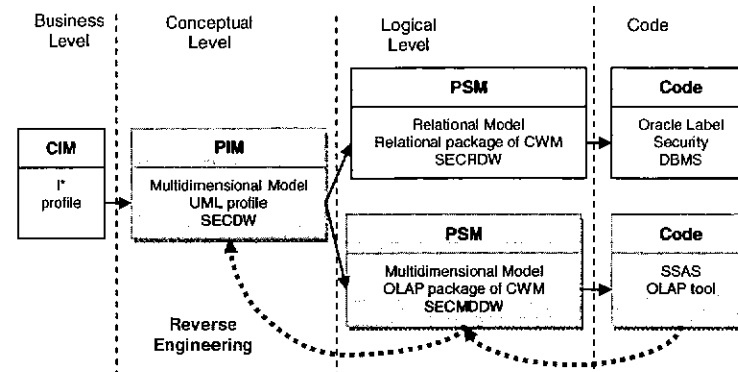 Business
Level
Conceptual
Level
Logical
Level
Code
CIM
I*
profile
PIM
Multidimensional Model
UML profile
SECDW
PSM
Relational Model
Relational package of CWM
SECRDW
Code
Oracle Label
Security
DBMS
PSM
Multidimensional Model
OLAP package of CWM
SECMDDW
Code
SSAS
OLAP tool
Reverse
Engineering